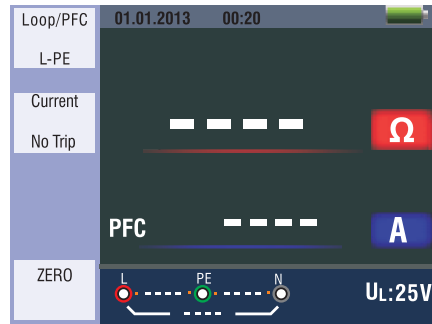 Loop/PFC
01.01.2013 00:20
L-PE
Current
No Trip
---- Ω
PFC ---- A
ZERO
L PE N
---- ----
----
UL:25V